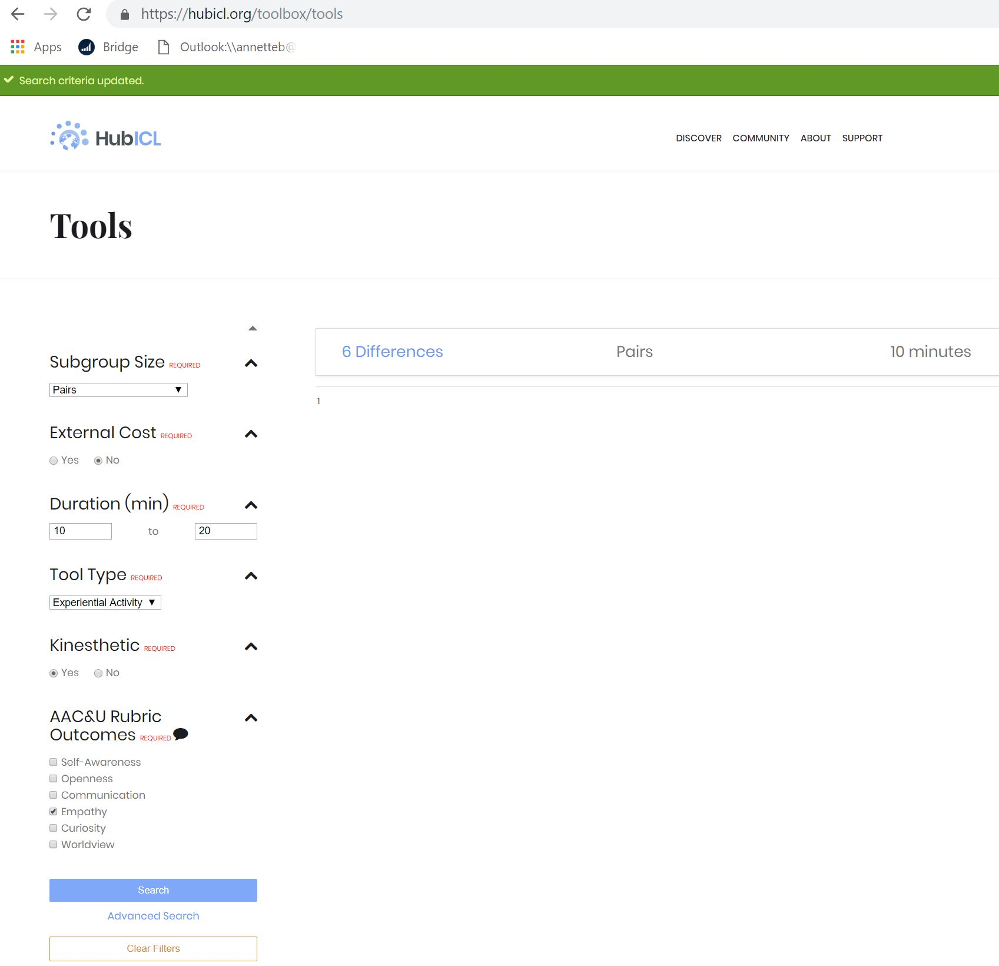 https://hubicl.org/toolbox/tools
Apps Bridge Outlook:\\annetteb@
Search criteria updated.
HubICL
DISCOVER COMMUNITY ABOUT SUPPORT
Tools
6 Differences Pairs 10 minutes
1
Subgroup Size REQUIRED
Pairs
External Cost REQUIRED
Yes No
Duration (min) REQUIRED
10 to 20
Tool Type REQUIRED
Experiential Activity
Kinesthetic REQUIRED
Yes No
AAC&U Rubric
Outcomes REQUIRED
Self-Awareness
Openness
Communication
Empathy
Curiosity
Worldview
Search
Advanced Search
Clear Filters